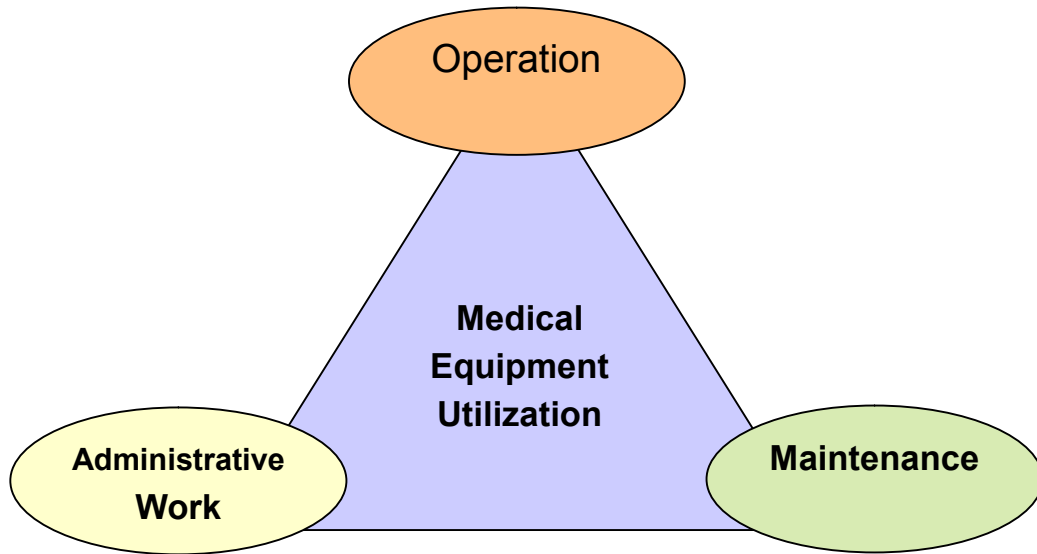 Operation
Medical
Equipment
Utilization
Administrative
Work
Maintenance